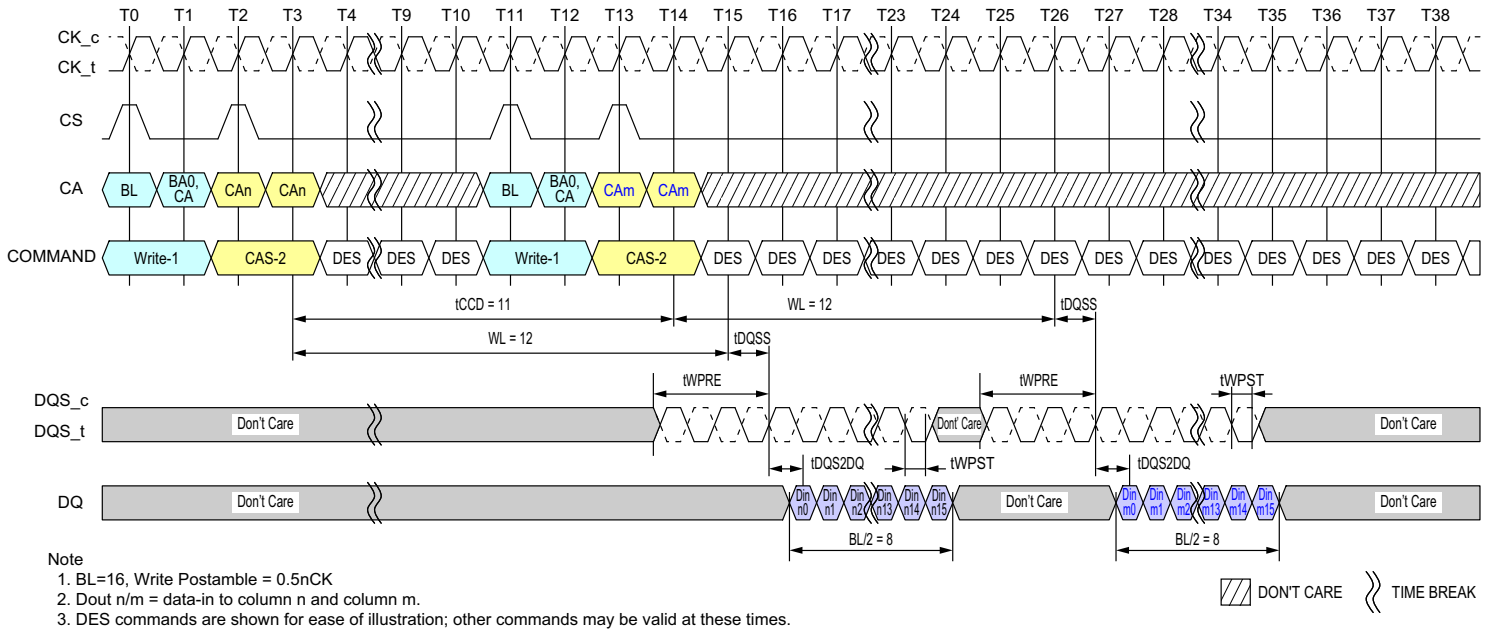 T0 T1 T2 T3 T4 T9 T10 T11 T12 T13 T14 T15 T16 T17 T23 T24 T25 T26 T27 T28 T34 T35 T36 T37 T38
CK_c
CK_t
CS
CA BL BA0, CA CAn CAn BL BA0, CA CAm CAm
COMMAND Write-1 CAS-2 DES DES DES Write-1 CAS-2 DES DES DES DES DES DES DES DES DES DES DES DES DES DES
tCCD = 11 WL = 12 tDQSS
WL = 12 tDQSS
tWPRE tWPRE tWPST
DQS_c
DQS_t Don't Care Dont' Care Don't Care
tDQS2DQ tWPST tDQS2DQ
DQ Don't Care Din n0 Din n1 Din n2 Din n13 Din n14 Din n15 Don't Care Din m0 Din m1 Din m2 Din m13 Din m14 Din m15 Don't Care
BL/2 = 8 BL/2 = 8
Note
1. BL=16, Write Postamble = 0.5nCK
2. Dout n/m = data-in to column n and column m.
3. DES commands are shown for ease of illustration; other commands may be valid at these times.
DON'T CARE TIME BREAK